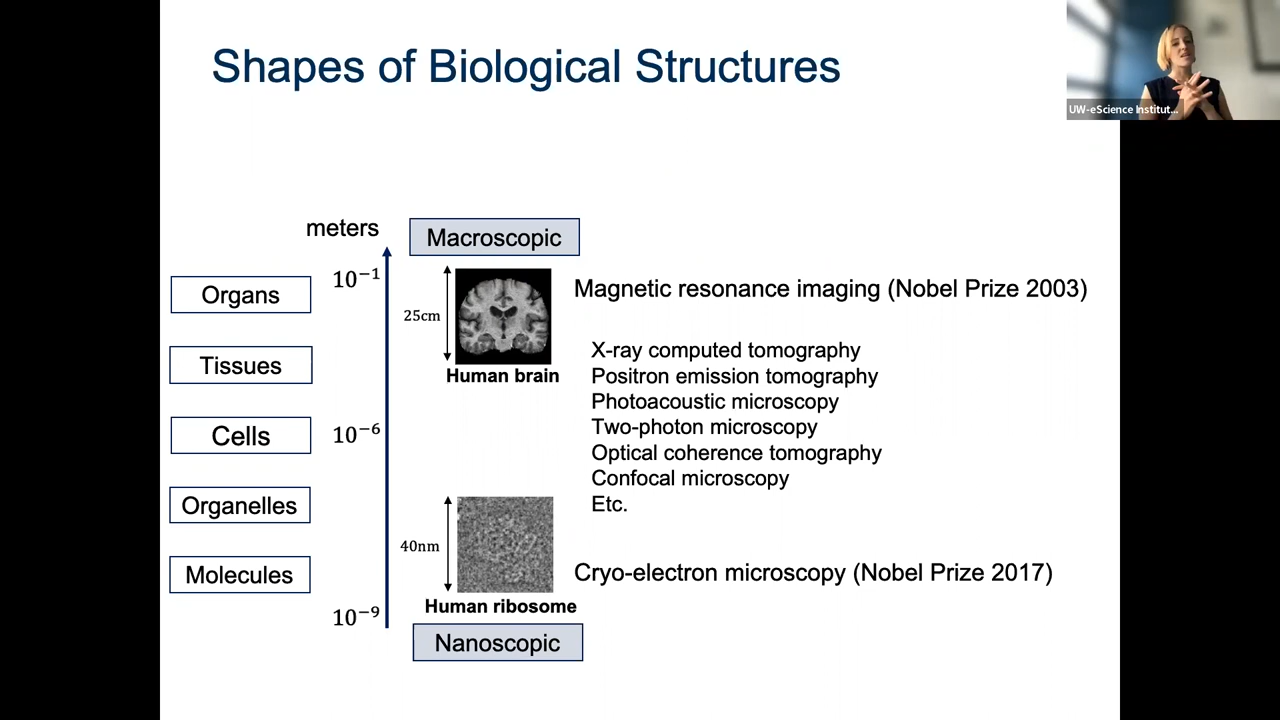 Shapes of Biological Structures
UW-eScience Institut...
meters
Macroscopic
10⁻¹
Organs
25cm
Magnetic resonance imaging (Nobel Prize 2003)
Tissues
Human brain
X-ray computed tomography
Positron emission tomography
Photoacoustic microscopy
Two-photon microscopy
Optical coherence tomography
Confocal microscopy
Etc.
Cells
10⁻⁶
Organelles
40nm
Molecules
Cryo-electron microscopy (Nobel Prize 2017)
Human ribosome
10⁻⁹
Nanoscopic